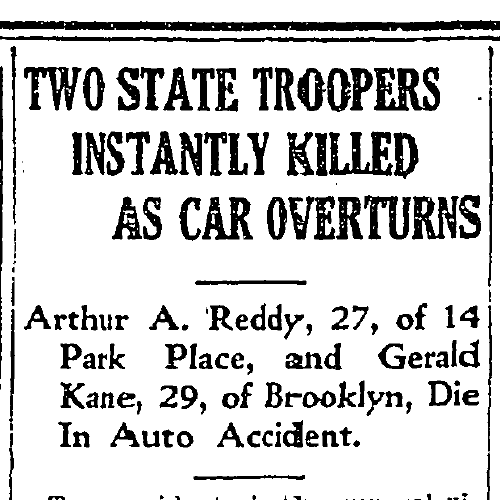 TWO STATE TROOPERS
INSTANTLY KILLED
AS CAR OVERTURNS
Arthur A. Reddy, 27, of 14
Park Place, and Gerald
Kane, 29, of Brooklyn, Die
In Auto Accident.